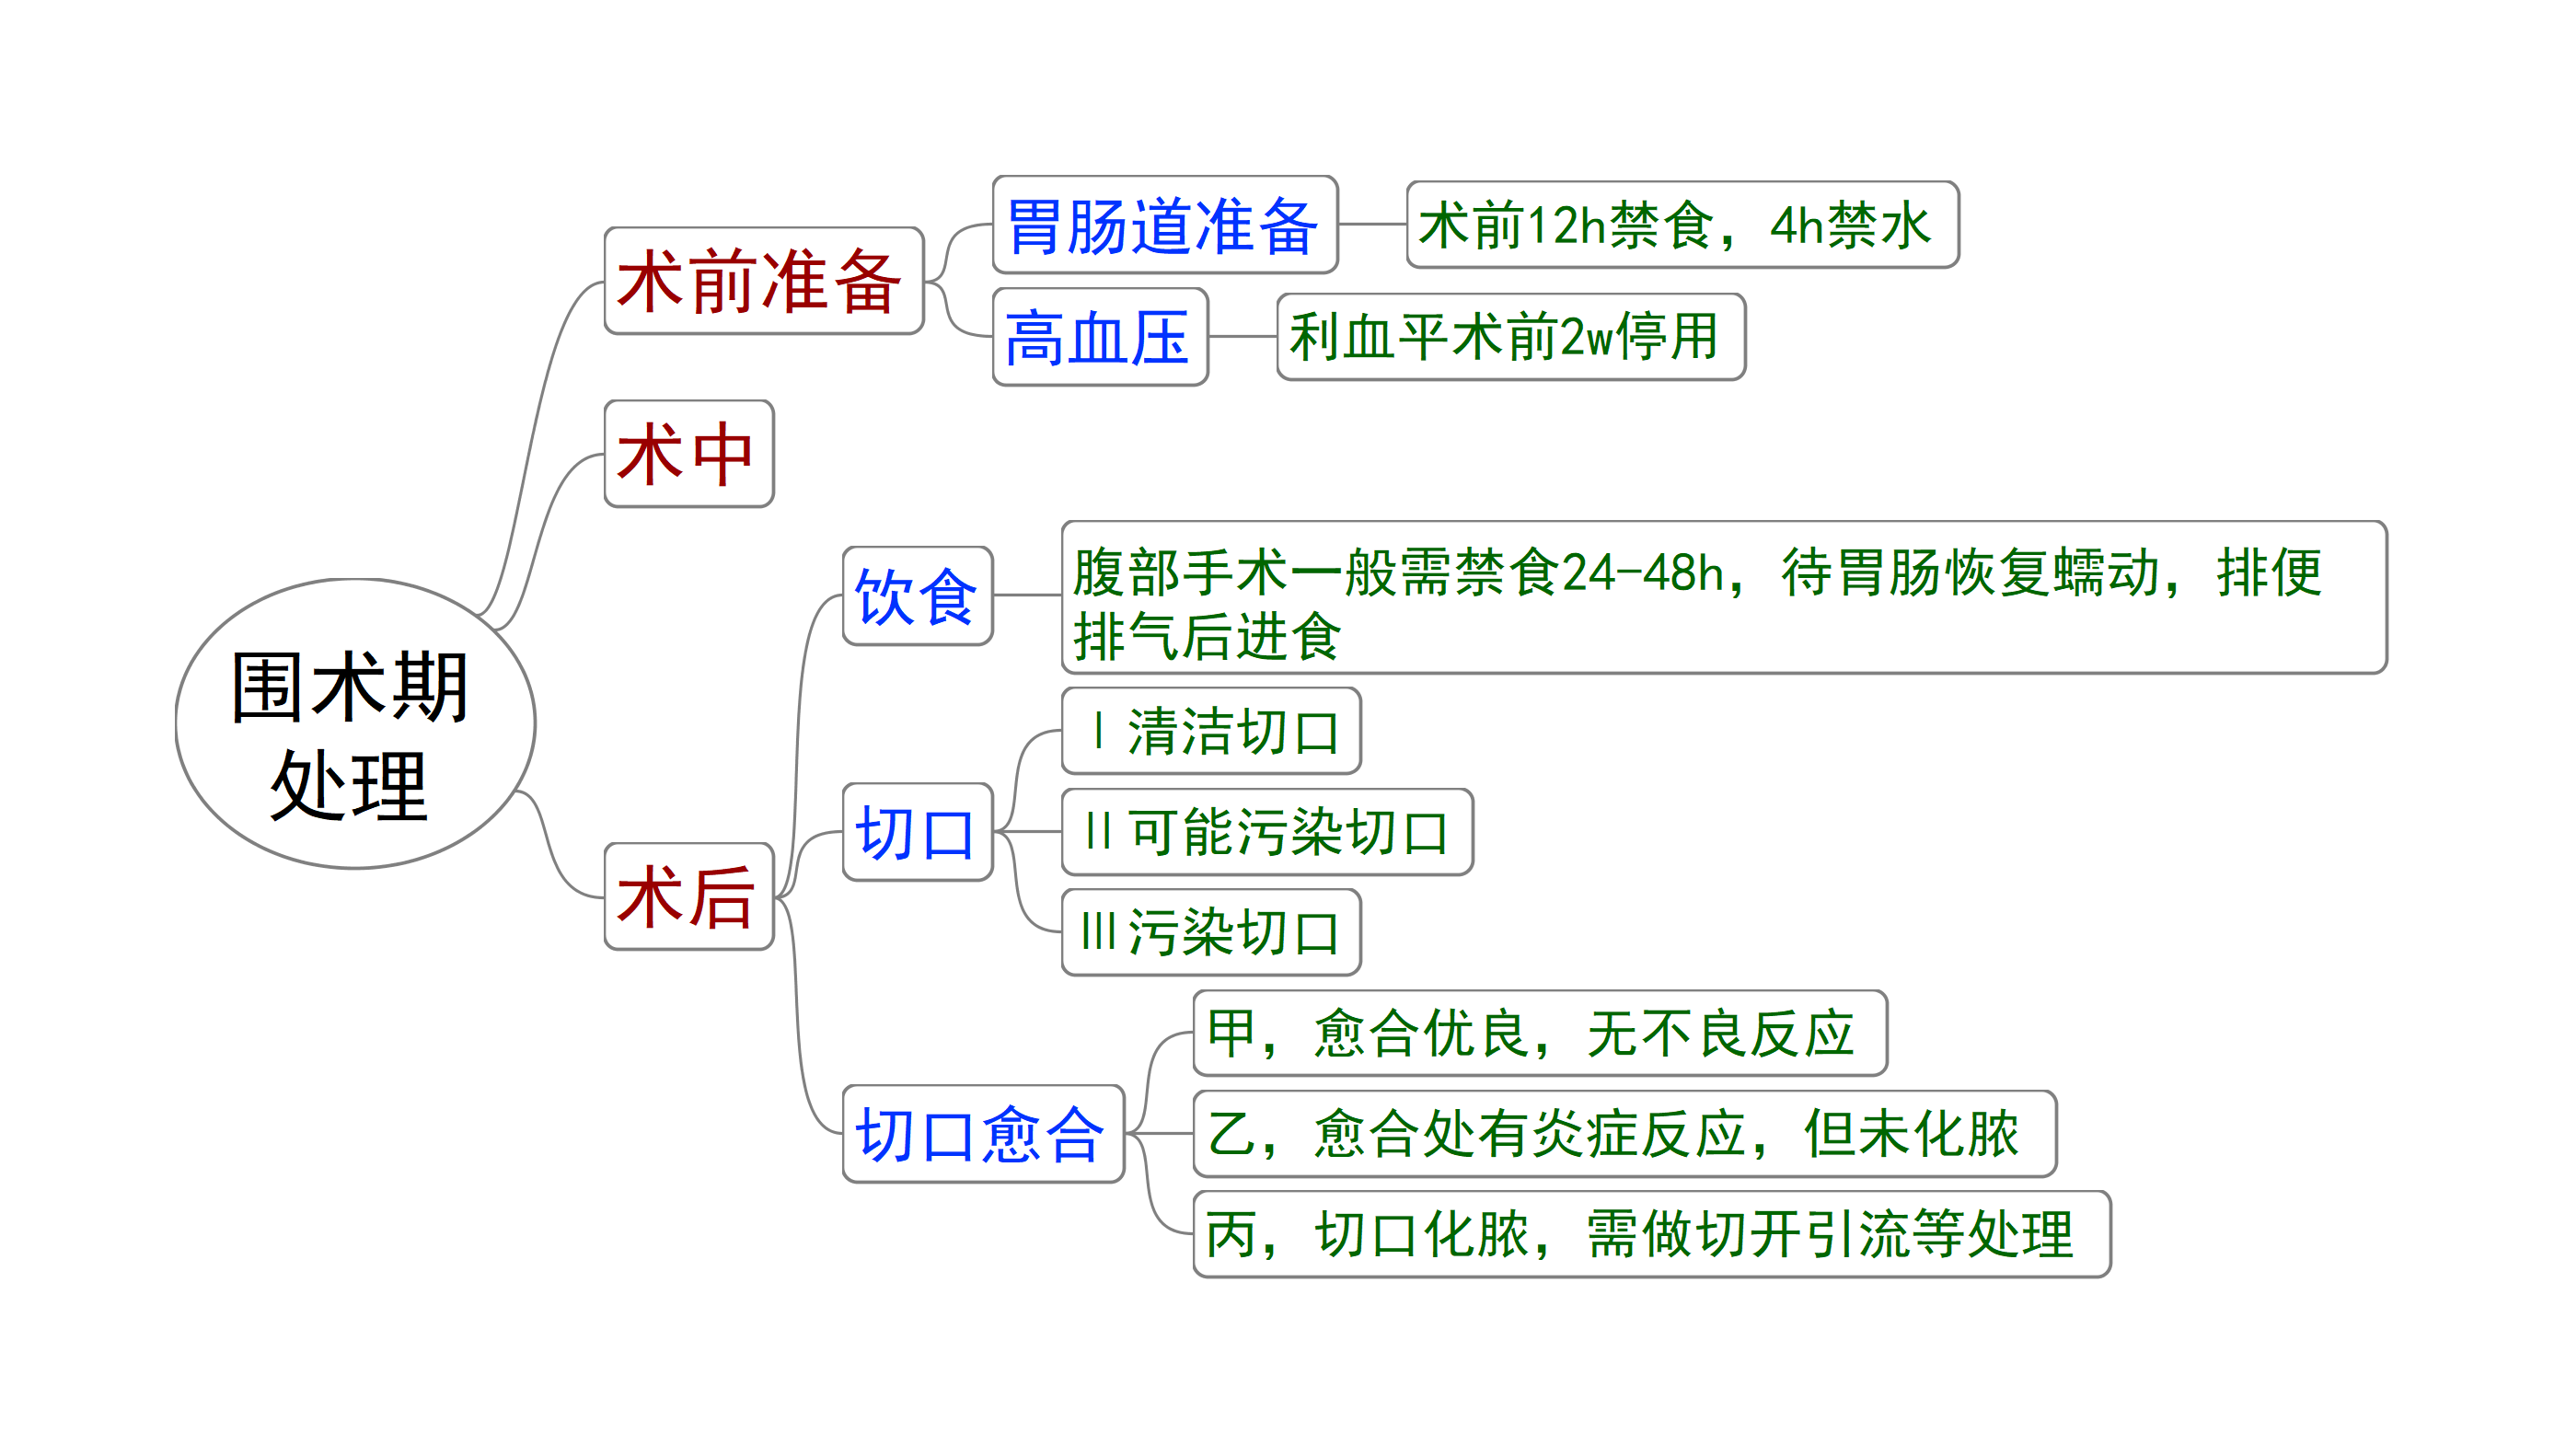 围术期
处理
术前准备
胃肠道准备
术前12h禁食，4h禁水
高血压
利血平术前2w停用
术中
术后
饮食
腹部手术一般需禁食24-48h，待胃肠恢复蠕动，排便
排气后进食
切口
Ⅰ清洁切口
Ⅱ可能污染切口
Ⅲ污染切口
切口愈合
甲，愈合优良，无不良反应
乙，愈合处有炎症反应，但未化脓
丙，切口化脓，需做切开引流等处理